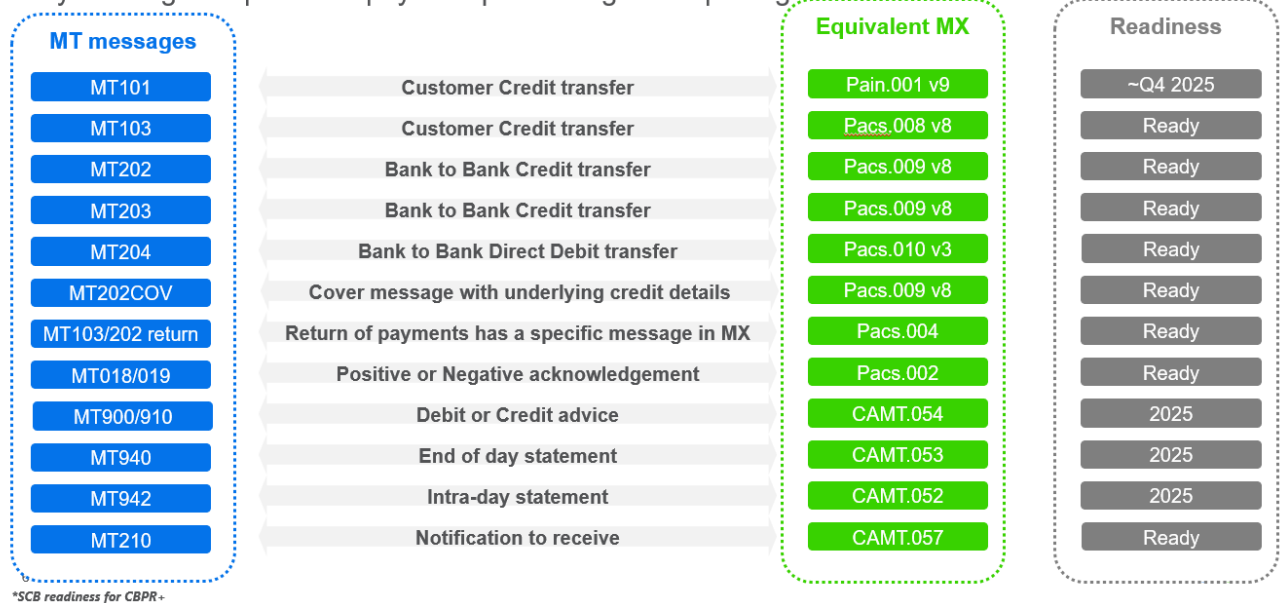 MT messages Equivalent MX Readiness
MT101 Customer Credit transfer Pain.001 v9 ~Q4 2025
MT103 Customer Credit transfer Pacs.008 v8 Ready
MT202 Bank to Bank Credit transfer Pacs.009 v8 Ready
MT203 Bank to Bank Credit transfer Pacs.009 v8 Ready
MT204 Bank to Bank Direct Debit transfer Pacs.010 v3 Ready
MT202COV Cover message with underlying credit details Pacs.009 v8 Ready
MT103/202 return Return of payments has a specific message in MX Pacs.004 Ready
MT018/019 Positive or Negative acknowledgement Pacs.002 Ready
MT900/910 Debit or Credit advice CAMT.054 2025
MT940 End of day statement CAMT.053 2025
MT942 Intra-day statement CAMT.052 2025
MT210 Notification to receive CAMT.057 Ready
*SCB readiness for CBPR+